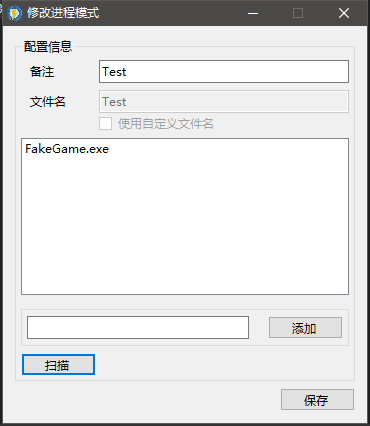 修改进程模式
配置信息
备注 Test
文件名 Test
使用自定义文件名
FakeGame.exe
添加
扫描
保存